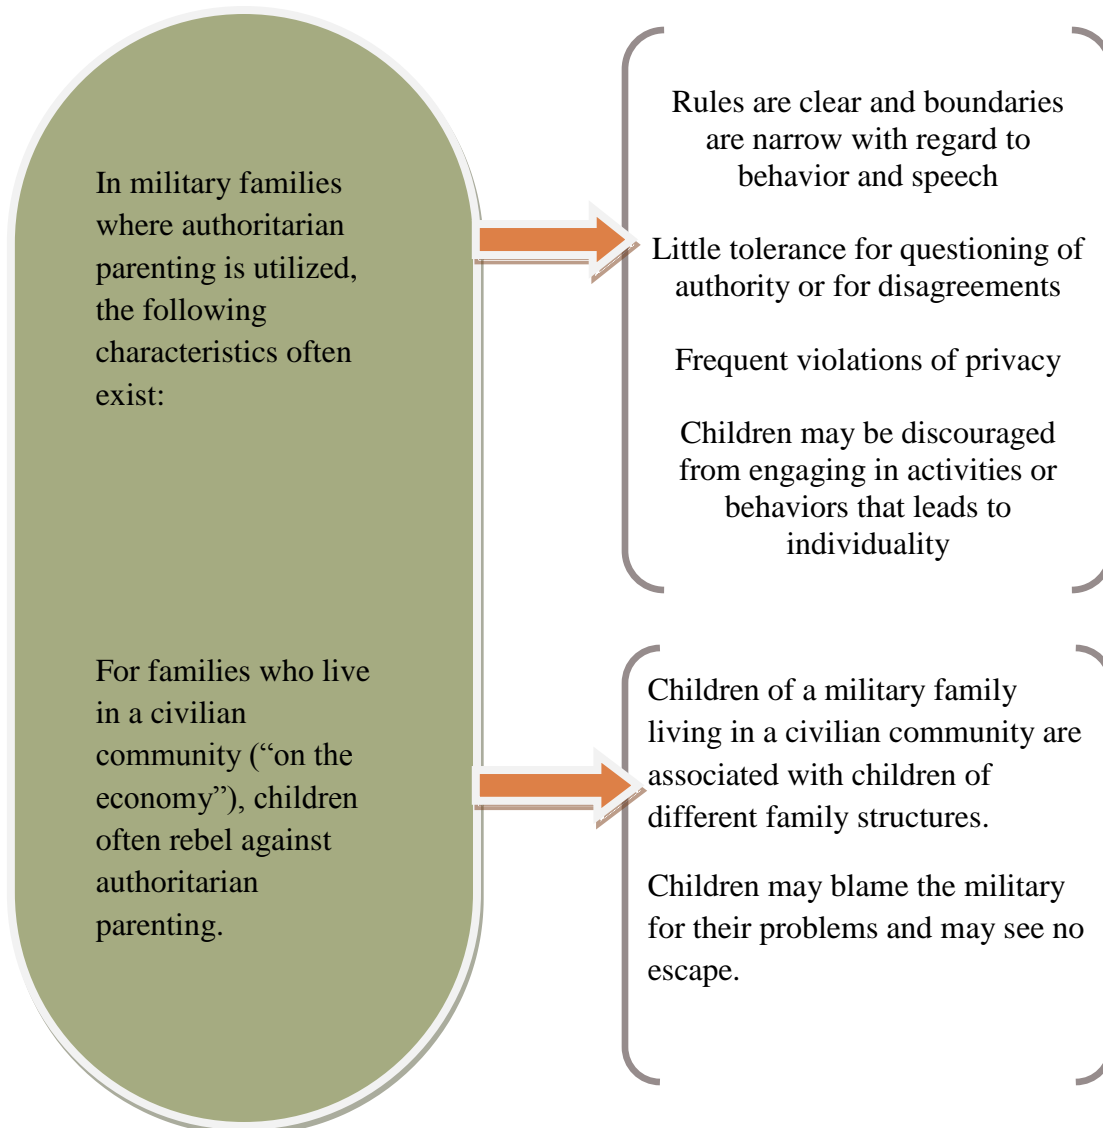 In military families
where authoritarian
parenting is utilized,
the following
characteristics often
exist:
Rules are clear and boundaries
are narrow with regard to
behavior and speech
Little tolerance for questioning of
authority or for disagreements
Frequent violations of privacy
Children may be discouraged
from engaging in activities or
behaviors that leads to
individuality
For families who live
in a civilian
community (“on the
economy”), children
often rebel against
authoritarian
parenting.
Children of a military family
living in a civilian community are
associated with children of
different family structures.
Children may blame the military
for their problems and may see no
escape.